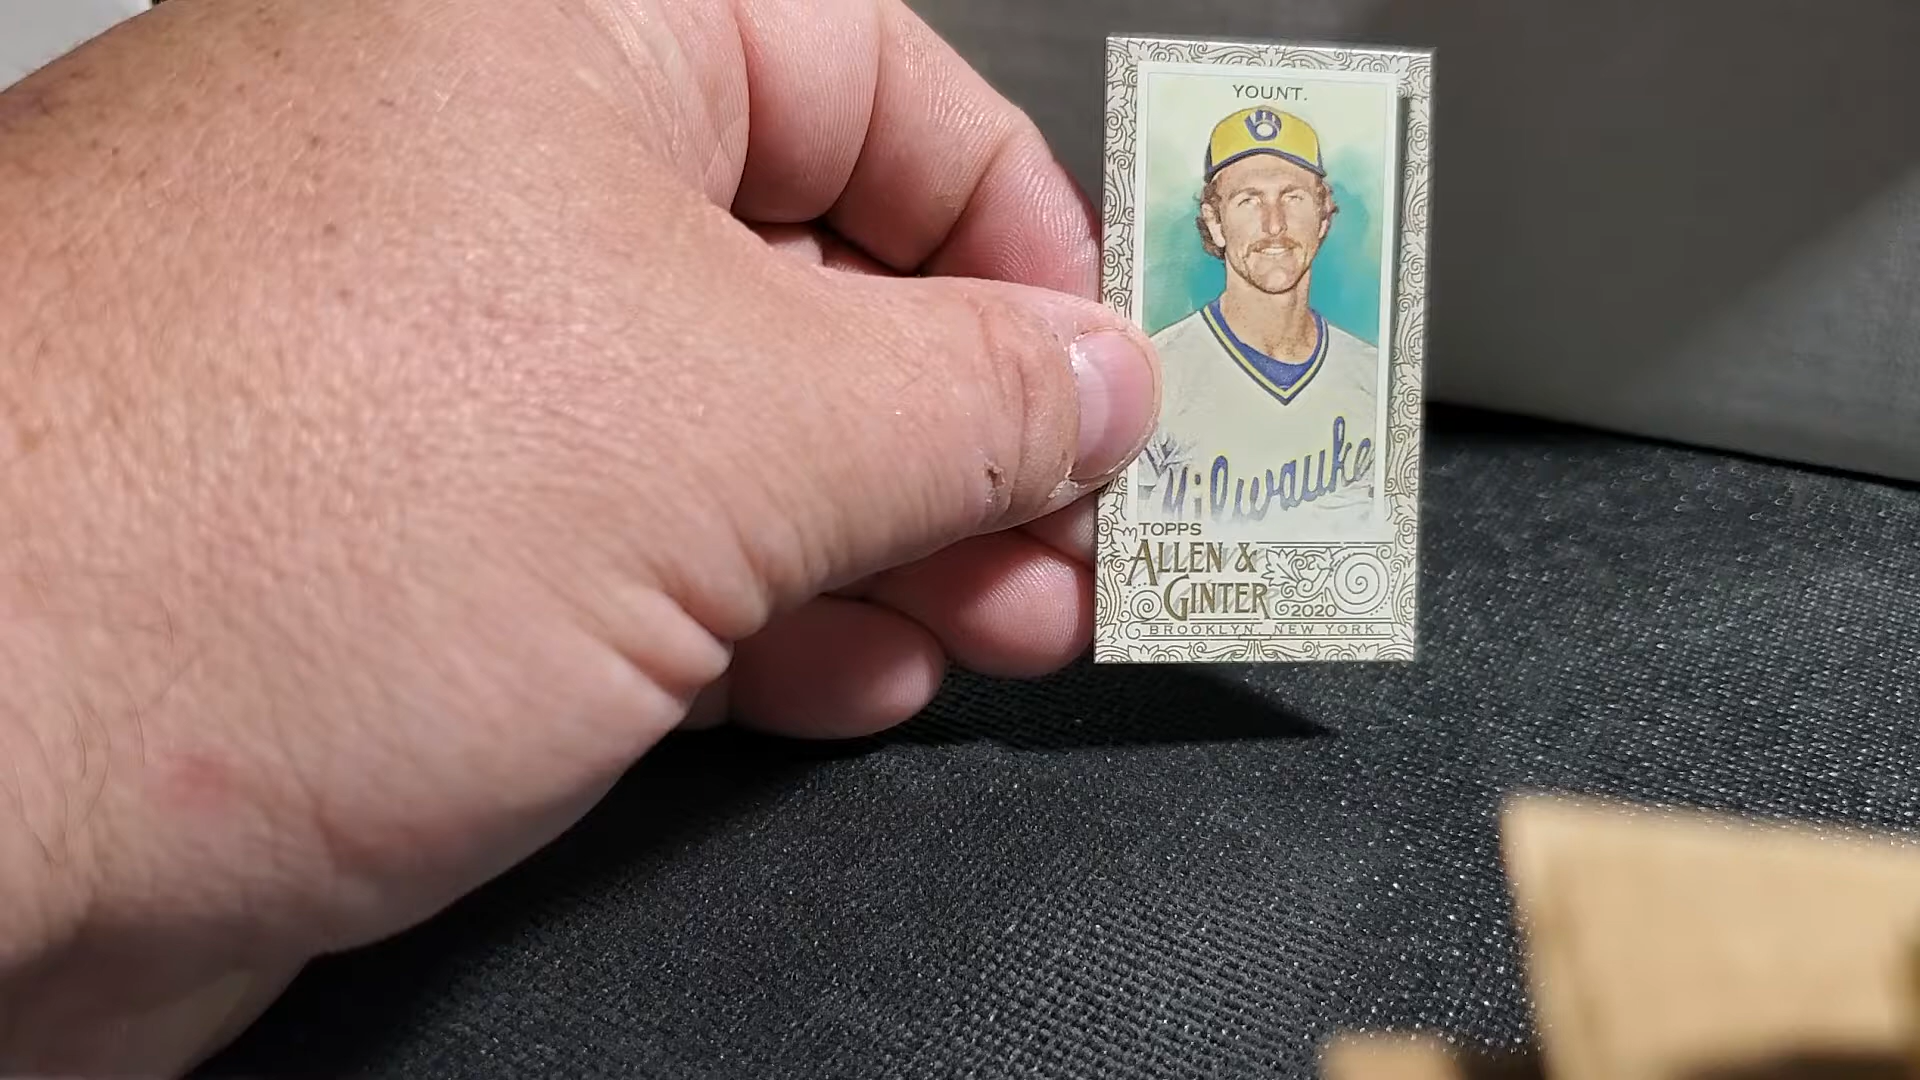 YOUNT.
Milwaukee
TOPPS
ALLEN &
GINTER
2020
BROOKLYN, NEW YORK